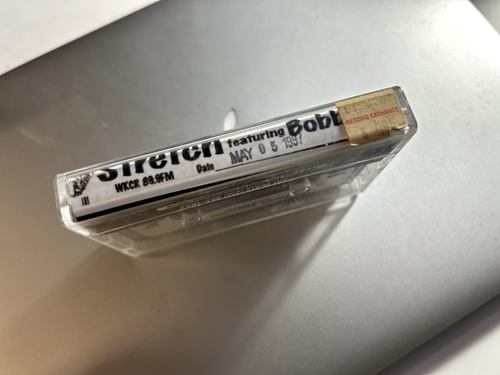 Stretch featuring Bobb
WKCR 89.9FM Date MAY 0 5 1997
RECORD EXCHANGE